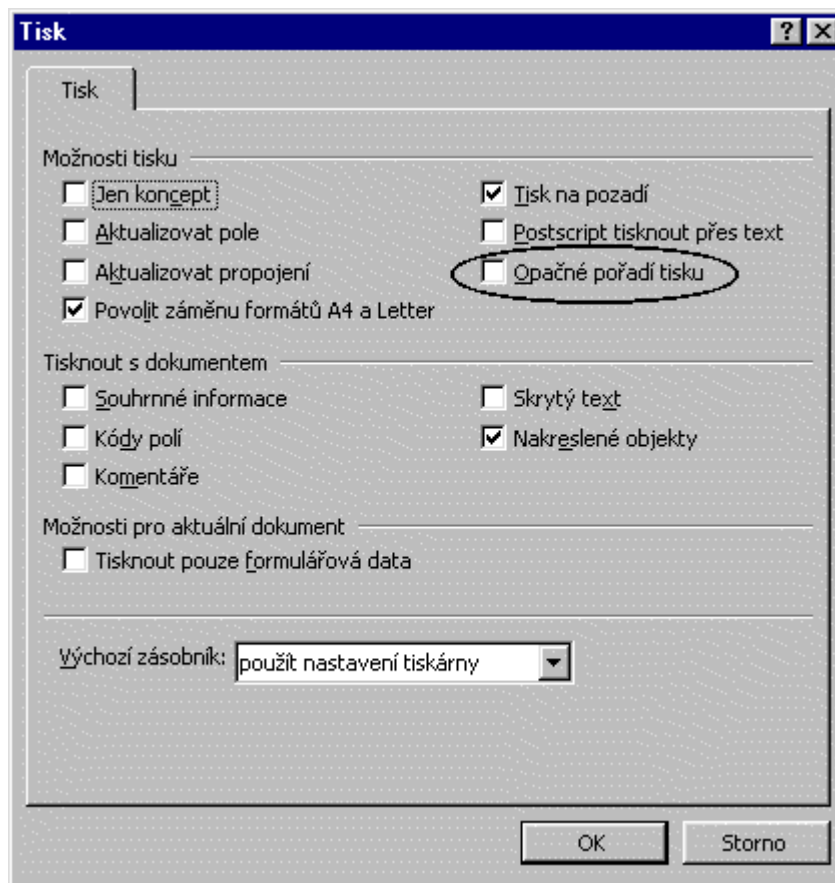 Tisk
Tisk
Možnosti tisku
Jen koncept
Tisk na pozadí
Aktualizovat pole
Postscript tisknout přes text
Aktualizovat propojení
Opačné pořadí tisku
Povolit záměnu formátů A4 a Letter
Tisknout s dokumentem
Souhrnné informace
Skrytý text
Kódy polí
Nakreslené objekty
Komentáře
Možnosti pro aktuální dokument
Tisknout pouze formulářová data
Výchozí zásobník: použít nastavení tiskárny
OK
Storno